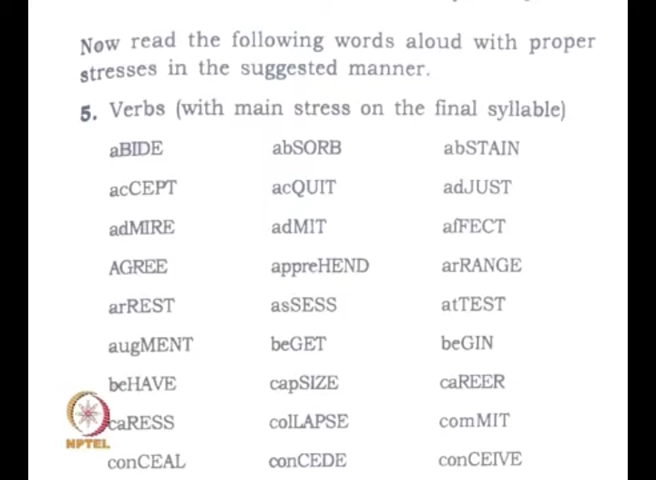 Now read the following words aloud with proper
stresses in the suggested manner.
5. Verbs (with main stress on the final syllable)
aBIDE abSORB abSTAIN
acCEPT acQUIT adJUST
adMIRE adMIT afFECT
AGREE appreHEND arRANGE
arREST asSESS atTEST
augMENT beGET beGIN
beHAVE capSIZE caREER
caRESS colLAPSE comMIT
conCEAL conCEDE conCEIVE
NPTEL